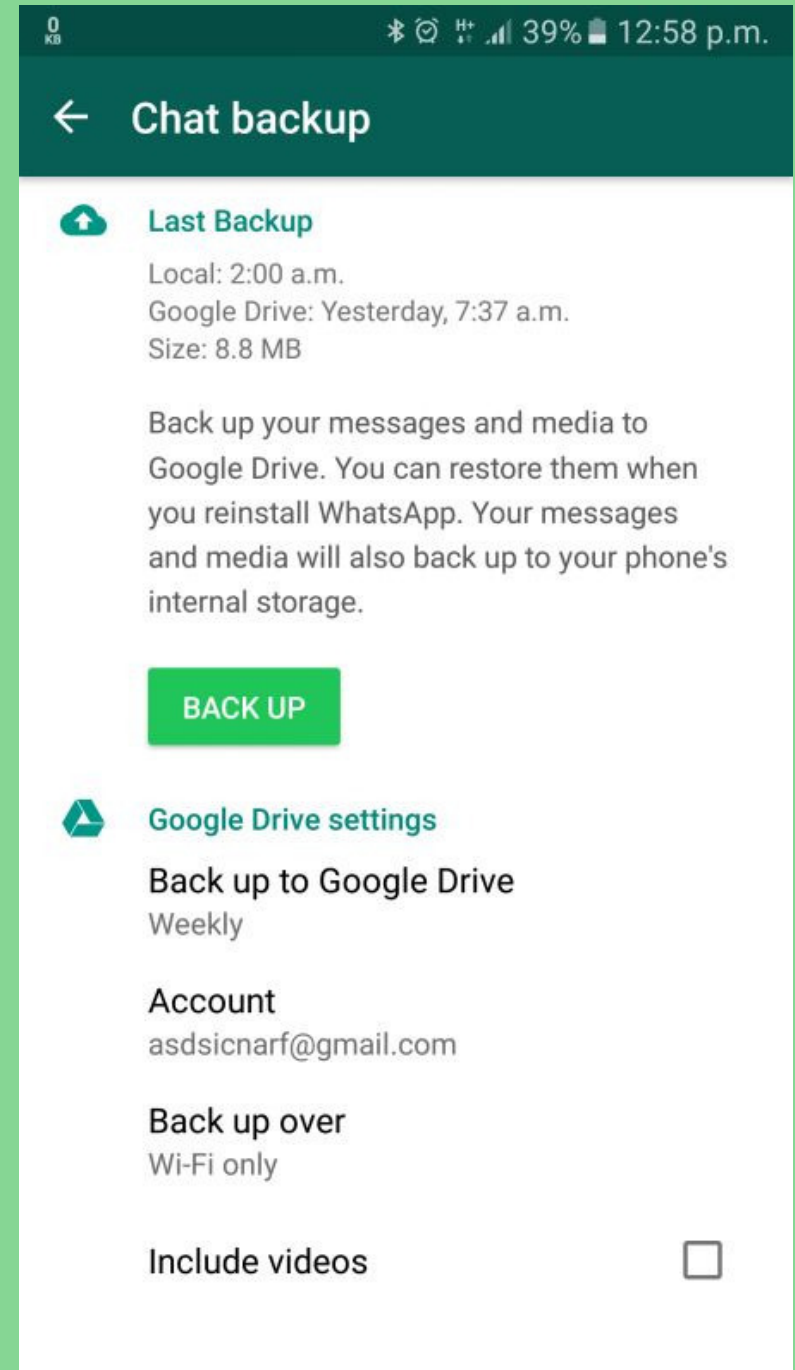 0
KB
H+ 39% 12:58 p.m.
Chat backup
Last Backup
Local: 2:00 a.m.
Google Drive: Yesterday, 7:37 a.m.
Size: 8.8 MB
Back up your messages and media to
Google Drive. You can restore them when
you reinstall WhatsApp. Your messages
and media will also back up to your phone's
internal storage.
BACK UP
Google Drive settings
Back up to Google Drive
Weekly
Account
asdsicnarf@gmail.com
Back up over
Wi-Fi only
Include videos